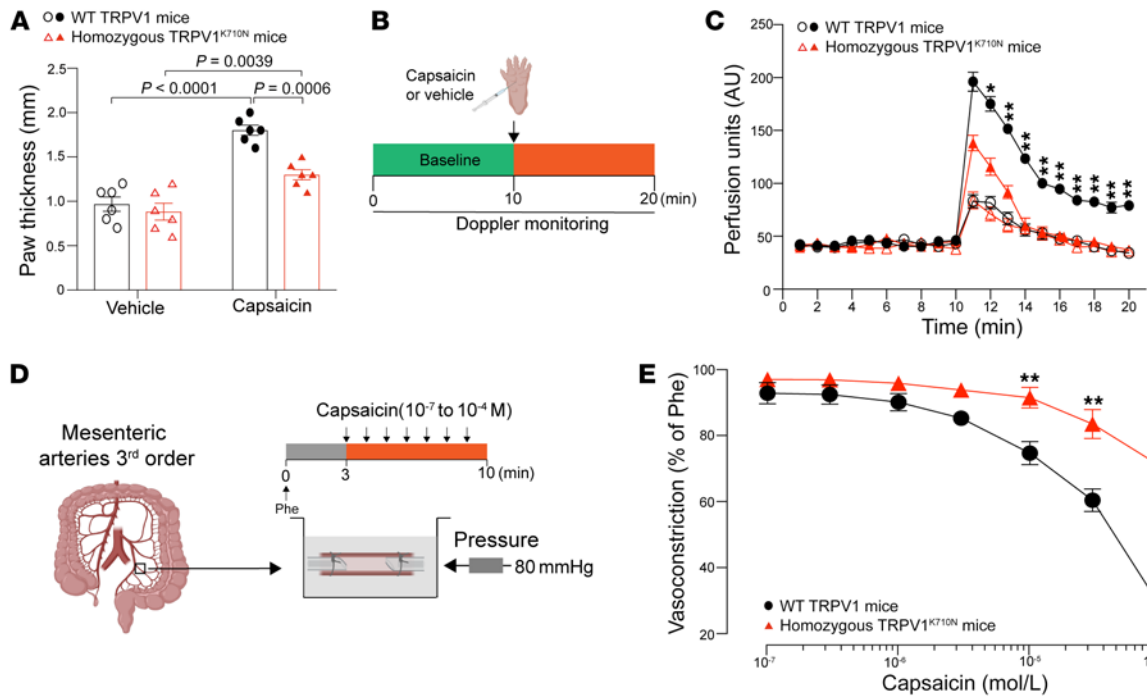 A
WT TRPV1 mice
Homozygous TRPV1K710N mice
P = 0.0039
P < 0.0001
P = 0.0006
Paw thickness (mm)
2.5
2.0
1.5
1.0
0.5
0
Vehicle
Capsaicin
B
Capsaicin
or vehicle
Baseline
0
10
20 (min)
Doppler monitoring
C
WT TRPV1 mice
Homozygous TRPV1K710N mice
Perfusion units (AU)
250
200
150
100
50
0
* ** ** ** ** ** ** ** **
0 2 4 6 8 10 12 14 16 18 20
Time (min)
D
Mesenteric
arteries 3rd order
Capsaicin(10-7 to 10-4 M)
0
3
10 (min)
Phe
Pressure
80 mmHg
E
Vasoconstriction (% of Phe)
100
80
60
40
20
** **
WT TRPV1 mice
Homozygous TRPV1K710N mice
10-7
10-6
10-5
Capsaicin (mol/L)